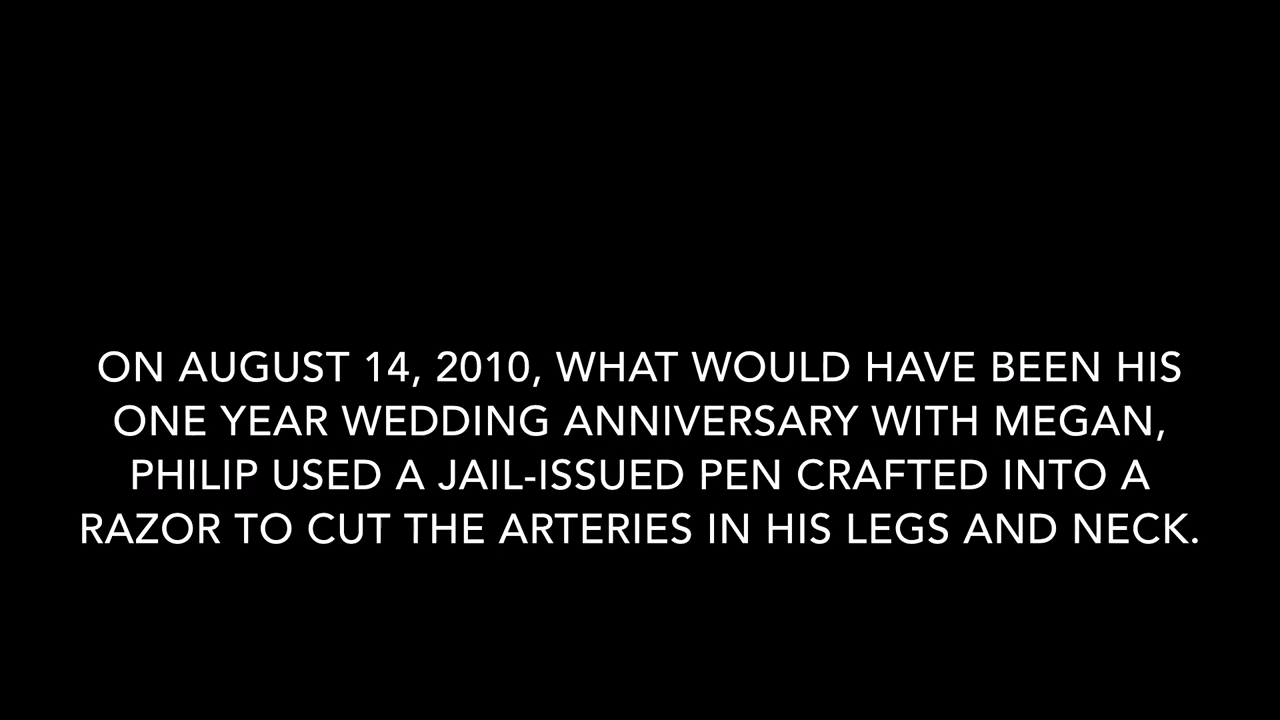 ON AUGUST 14, 2010, WHAT WOULD HAVE BEEN HIS
ONE YEAR WEDDING ANNIVERSARY WITH MEGAN,
PHILIP USED A JAIL-ISSUED PEN CRAFTED INTO A
RAZOR TO CUT THE ARTERIES IN HIS LEGS AND NECK.